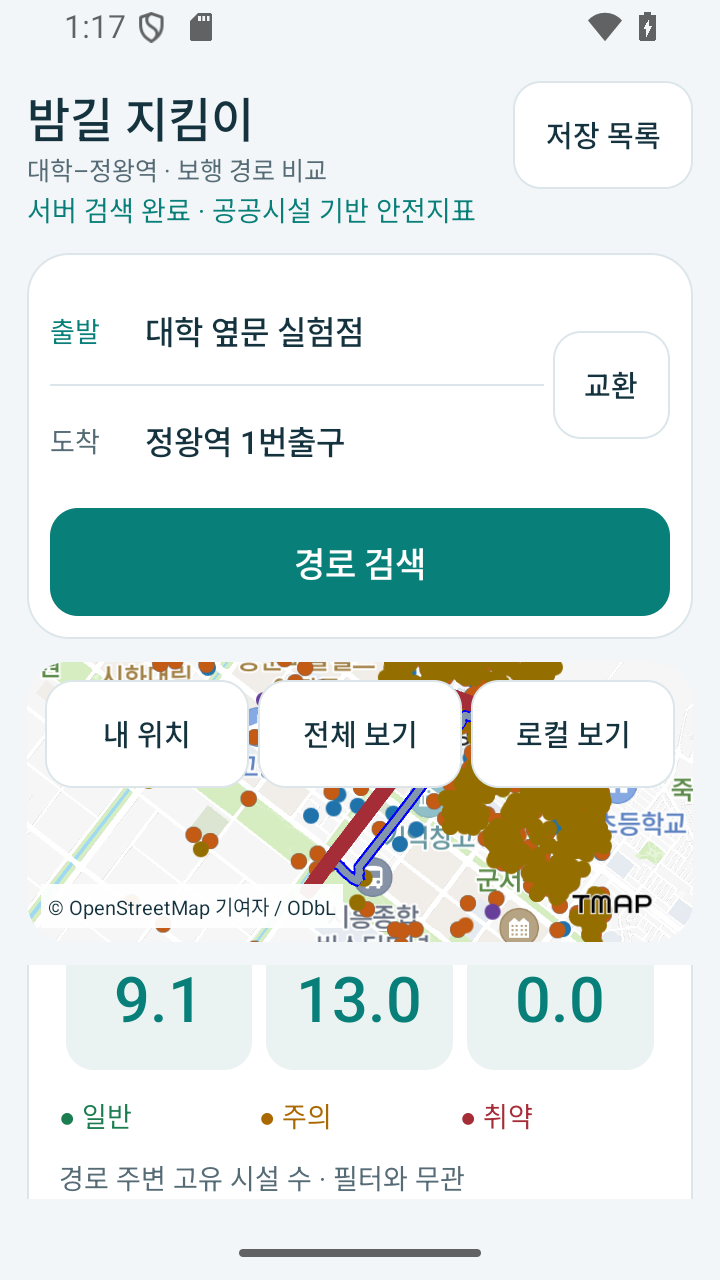 1:17
밤길 지킴이
대학–정왕역 · 보행 경로 비교
서버 검색 완료 · 공공시설 기반 안전지표
저장 목록
출발 대학 옆문 실험점
교환
도착 정왕역 1번출구
경로 검색
내 위치 전체 보기 로컬 보기
죽
초등학교
군서
TMAP
© OpenStreetMap 기여자 / ODbL
9.1 13.0 0.0
● 일반 ● 주의 ● 취약
경로 주변 고유 시설 수 · 필터와 무관